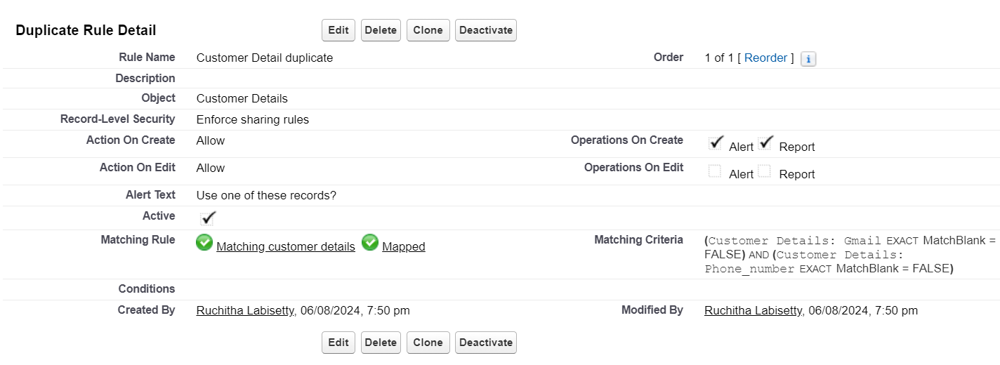 Duplicate Rule Detail Edit Delete Clone Deactivate
Rule Name Customer Detail duplicate Order 1 of 1 [ Reorder ] i
Description
Object Customer Details
Record-Level Security Enforce sharing rules
Action On Create Allow Operations On Create Alert Report
Action On Edit Allow Operations On Edit Alert Report
Alert Text Use one of these records?
Active
Matching Rule Matching customer details Mapped Matching Criteria (Customer Details: Gmail EXACT MatchBlank =
FALSE) AND (Customer Details:
Phone_number EXACT MatchBlank = FALSE)
Conditions
Created By Ruchitha Labisetty, 06/08/2024, 7:50 pm Modified By Ruchitha Labisetty, 06/08/2024, 7:50 pm
Edit Delete Clone Deactivate